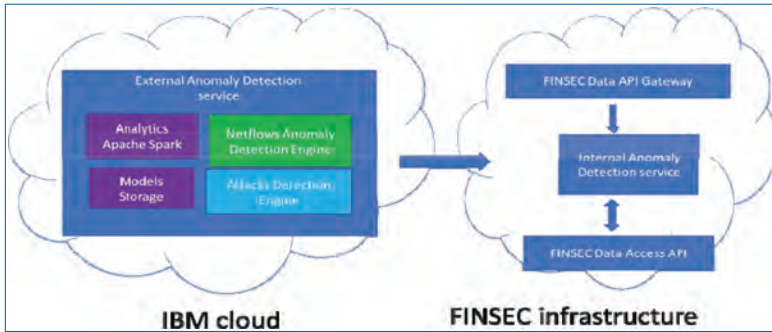 External Anomaly Detection
service
Analytics
Apache Spark
Netflows Anomaly
Detection Engine
Models
Storage
Attacks Detection
Engine
IBM cloud
FINSEC Data API Gateway
Internal Anomaly
Detection service
FINSEC Data Access API
FINSEC infrastructure